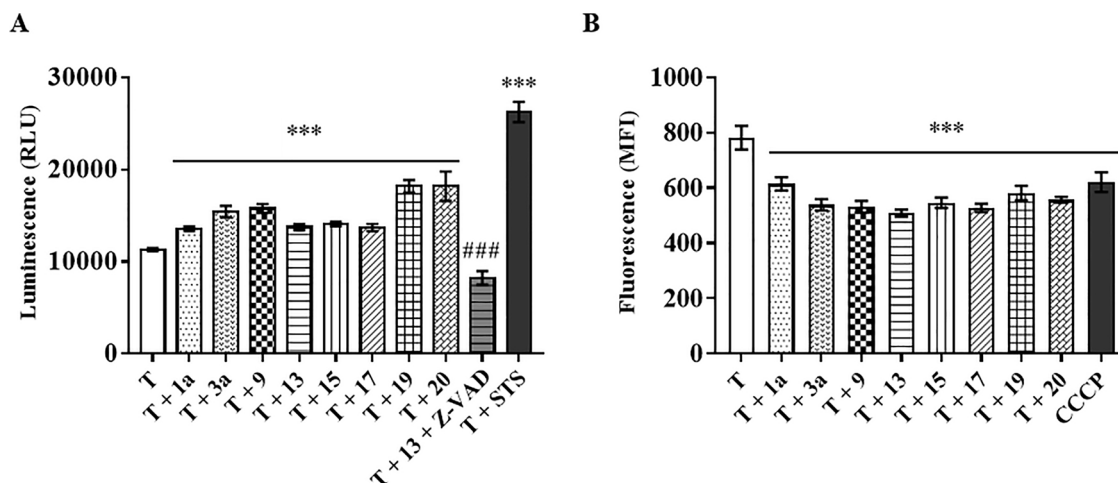 A
Luminescence (RLU)
30000
20000
10000
0
***
###
***
T
T + 1a
T + 3a
T + 9
T + 13
T + 15
T + 17
T + 19
T + 20
T + 13 + Z-VAD
T + STS
B
Fluorescence (MFI)
1000
800
600
400
200
0
***
T
T + 1a
T + 3a
T + 9
T + 13
T + 15
T + 17
T + 19
T + 20
CCCP